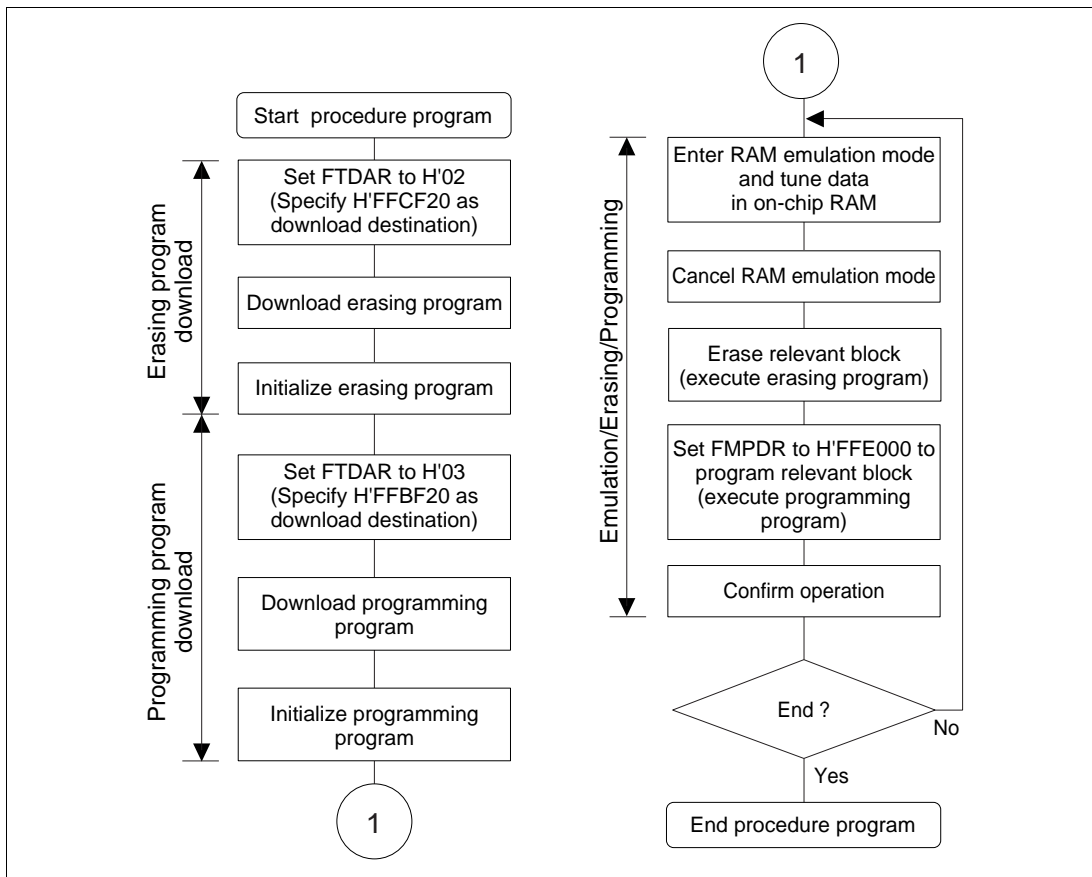 Start procedure program
Erasing program
download
Set FTDAR to H'02
(Specify H'FFCF20 as
download destination)
Download erasing program
Initialize erasing program
Programming program
download
Set FTDAR to H'03
(Specify H'FFBF20 as
download destination)
Download programming
program
Initialize programming
program
1
1
Emulation/Erasing/Programming
Enter RAM emulation mode
and tune data
in on-chip RAM
Cancel RAM emulation mode
Erase relevant block
(execute erasing program)
Set FMPDR to H'FFE000 to
program relevant block
(execute programming
program)
Confirm operation
End ?
No
Yes
End procedure program